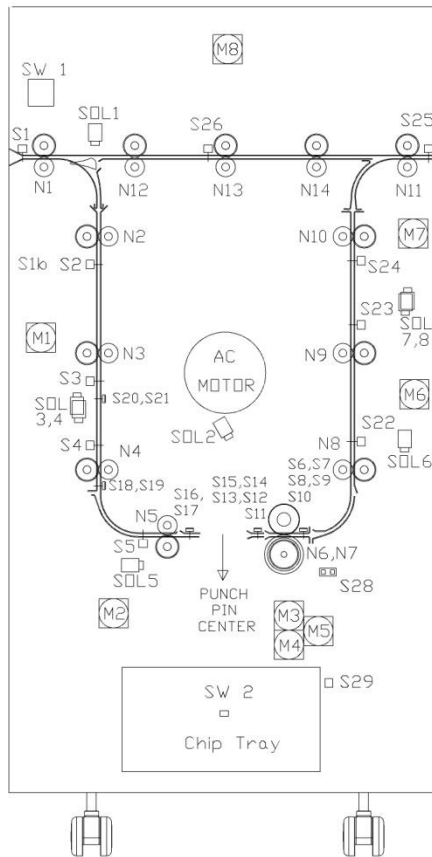 M8
SW 1
SOL1
S1
S26
S25
N1
N12
N13
N14
N11
N2
N10
M7
S1b
S2
S24
S23
SOL
7,8
M1
N3
AC
MOTOR
N9
S3
S20,S21
M6
SOL
3,4
SOL2
S22
S4
N4
N8
SOL6
S18,S19
S16,
S17
S15,S14
S13,S12
S11
S6,S7
S8,S9
S10
N5
S5
N6,N7
SOL5
S28
PUNCH
PIN
CENTER
M2
M3
M5
M4
SW 2
S29
Chip Tray